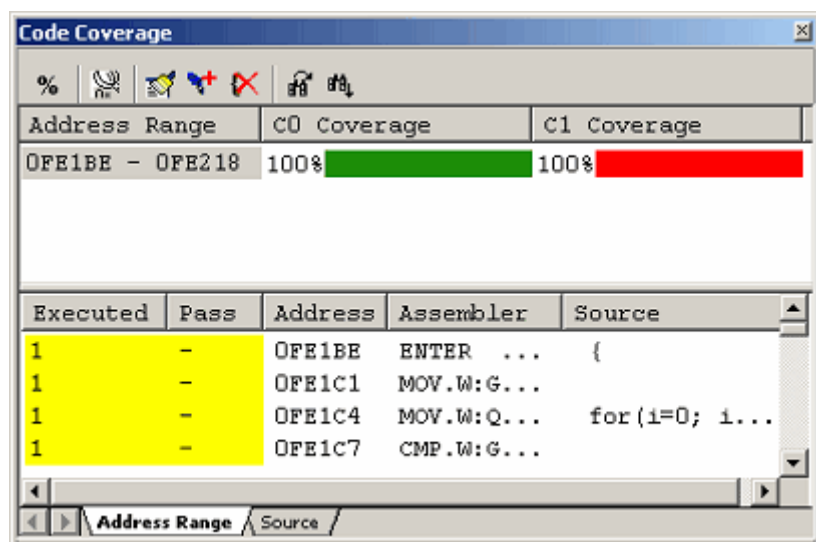 Code Coverage
%
Address Range C0 Coverage C1 Coverage
0FE1BE - 0FE218 100% 100%
Executed Pass Address Assembler Source
1 - 0FE1BE ENTER ... {
1 - 0FE1C1 MOV.W:G...
1 - 0FE1C4 MOV.W:Q... for(i=0; i...
1 - 0FE1C7 CMP.W:G...
Address Range Source